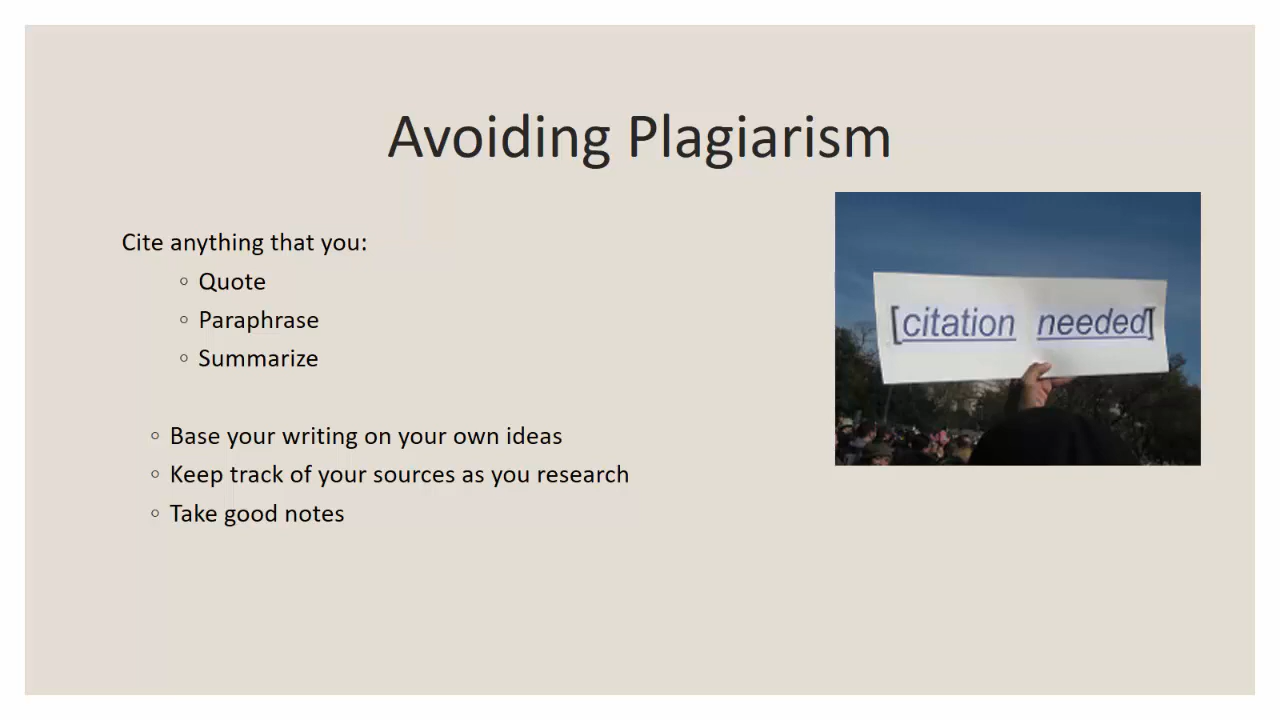 Avoiding Plagiarism
Cite anything that you:
◦ Quote
◦ Paraphrase
◦ Summarize
◦ Base your writing on your own ideas
◦ Keep track of your sources as you research
◦ Take good notes
[citation needed]